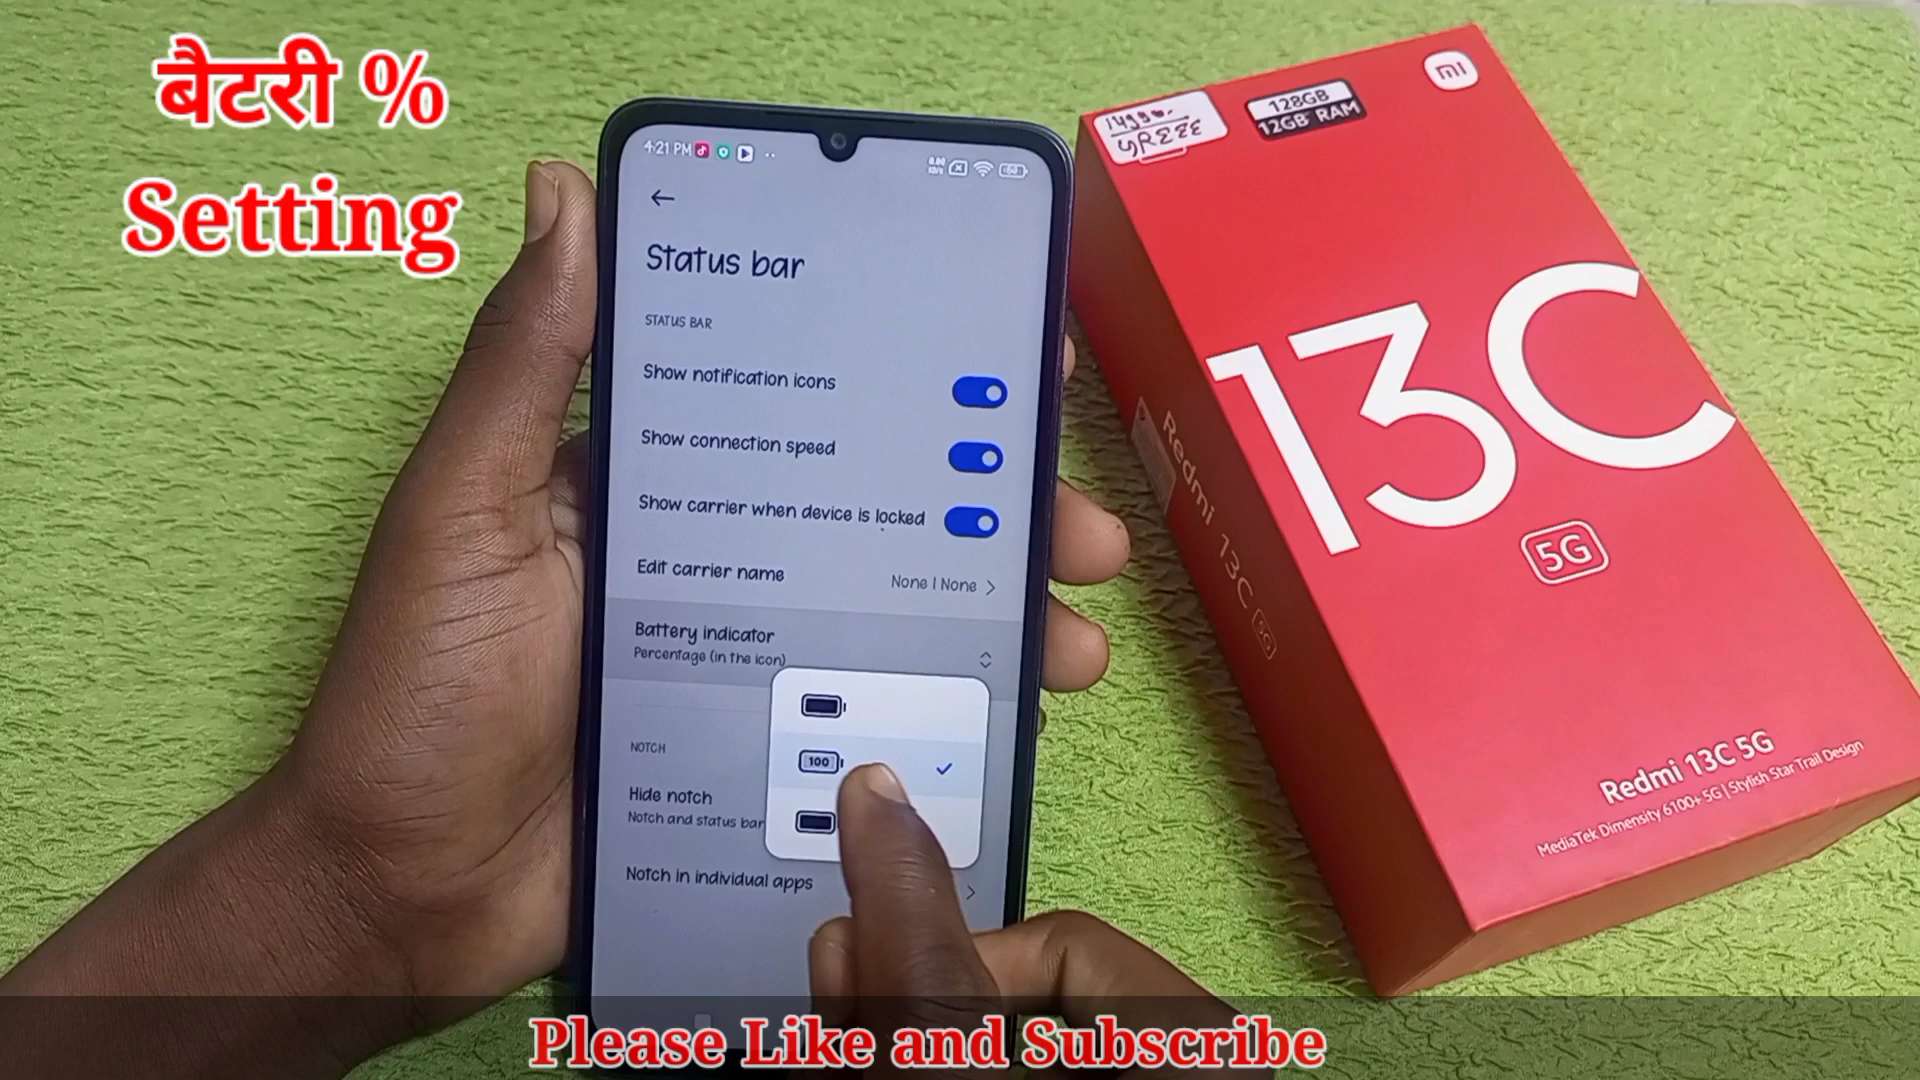 बैटरी %
Setting
4:21 PM
Status bar
STATUS BAR
Show notification icons
Show connection speed
Show carrier when device is locked
Edit carrier name
None | None
Battery indicator
Percentage (in the icon)
100
NOTCH
Hide notch
Notch and status bar
Notch in individual apps
mi
128GB
12GB RAM
13C
5G
Redmi 13C 5G
Redmi 13C 5G
MediaTek Dimensity 6100+ 5G | Stylish Star Trail Design
Please Like and Subscribe